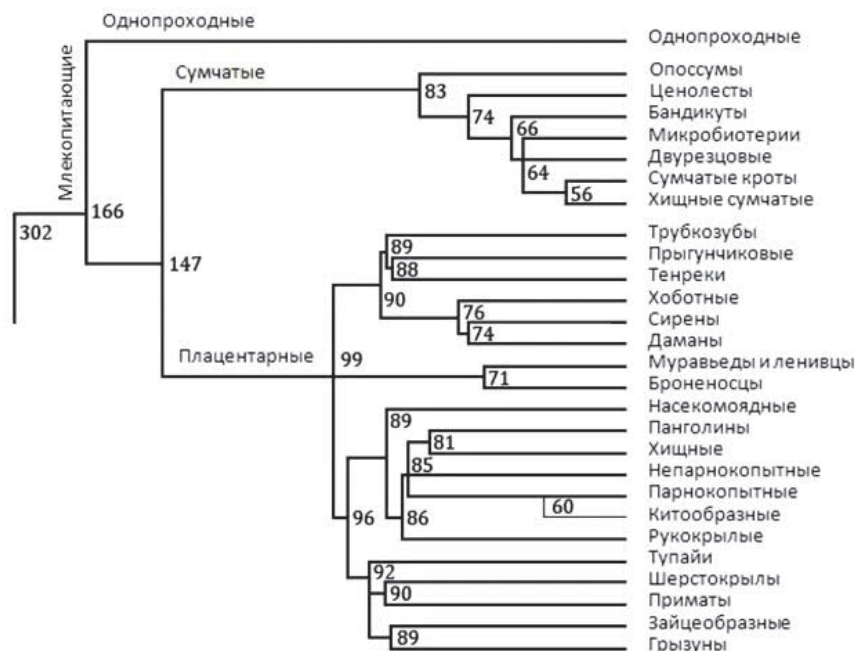 Однопроходные
Однопроходные
Млекопитающие
Сумчатые
Опоссумы
83
Ценолесты
74
Бандикуты
66
Микробиотерии
Двурезцовые
64
Сумчатые кроты
56
Хищные сумчатые
166
302
147
Трубкозубы
89
Прыгунчиковые
88
Тенреки
90
Хоботные
76
Сирены
74
Даманы
Плацентарные
99
Муравьеды и ленивцы
71
Броненосцы
Насекомоядные
89
Панголины
81
Хищные
85
Непарнокопытные
Парнокопытные
60
96
86
Китообразные
Рукокрылые
Тупайи
92
Шерстокрылы
90
Приматы
Зайцеобразные
89
Грызуны